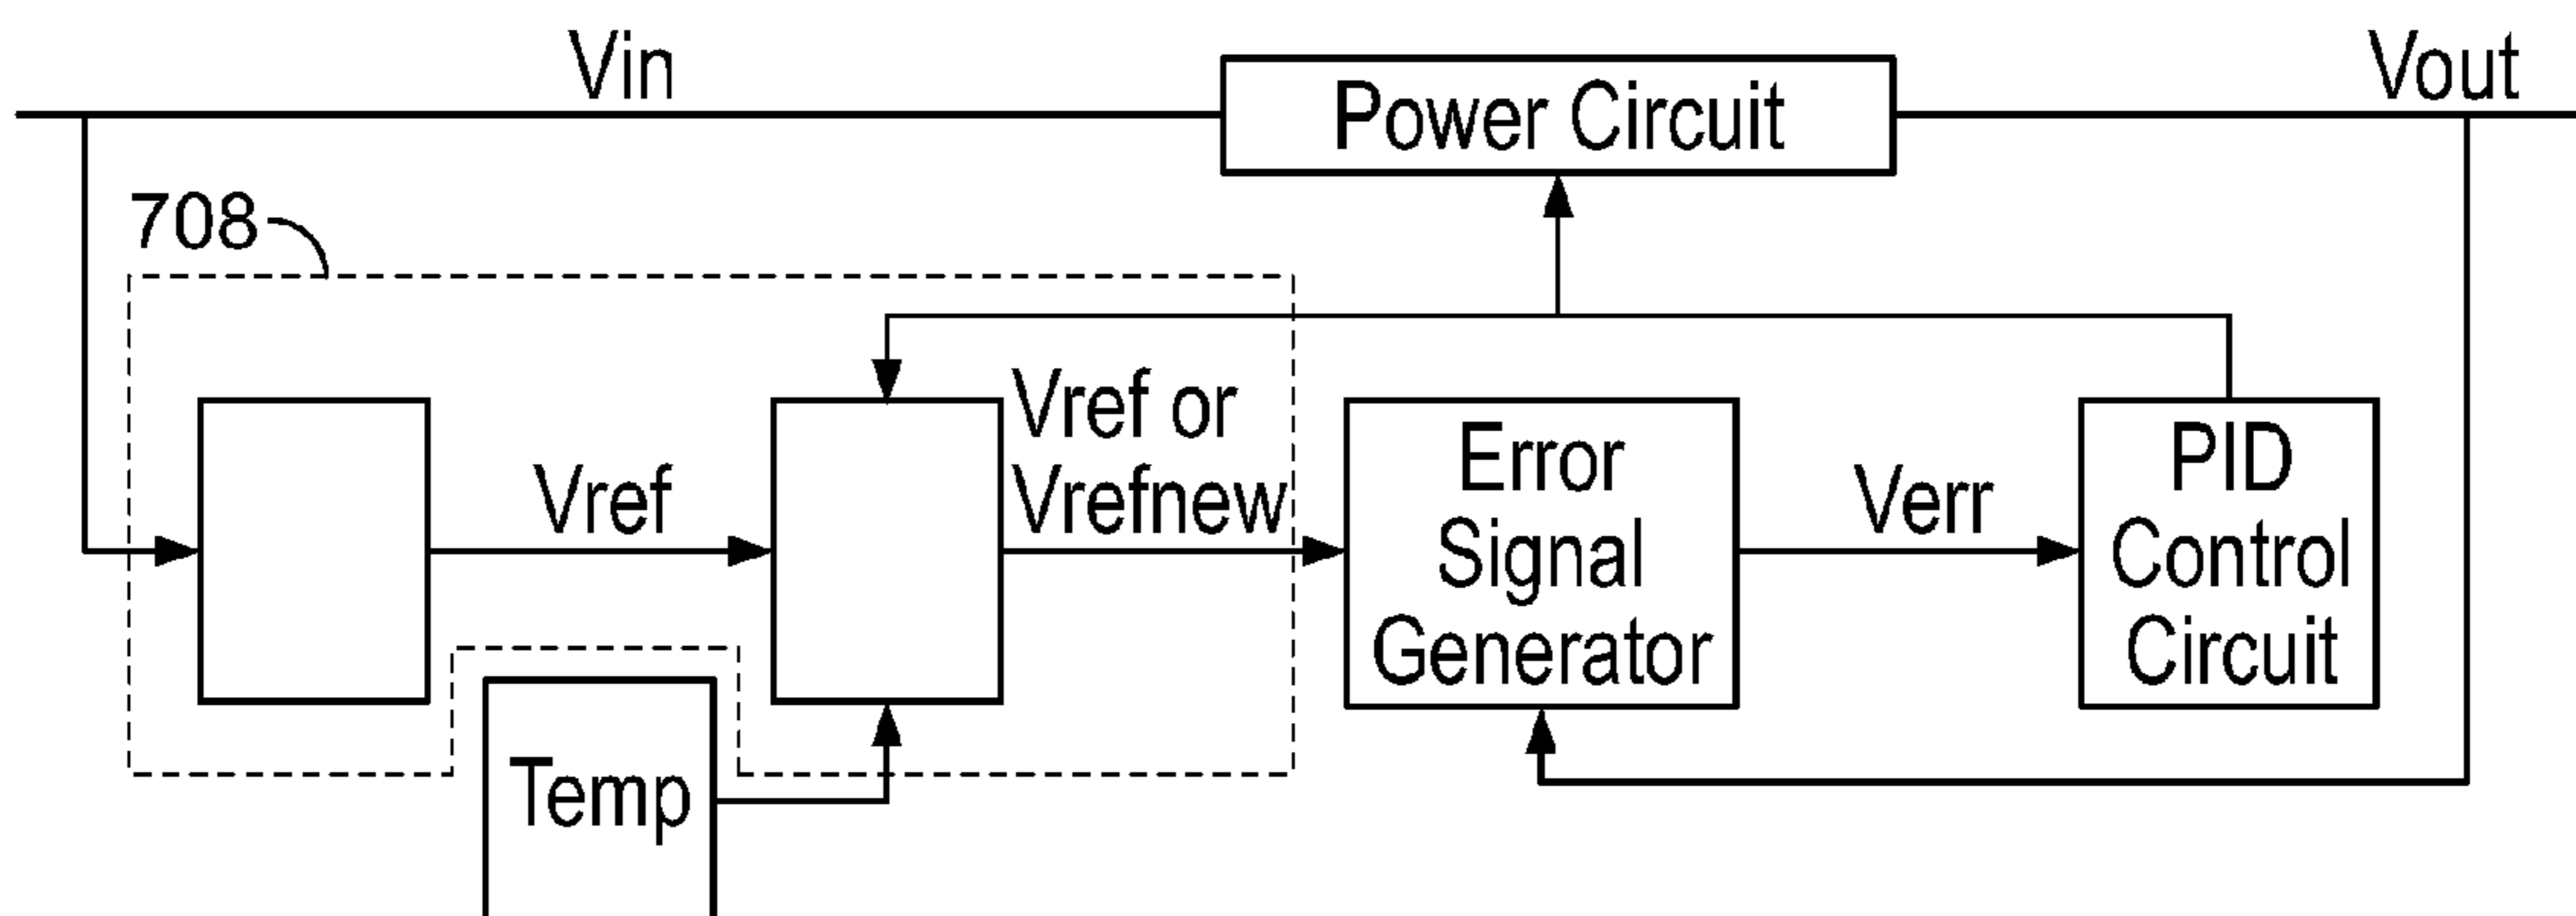 Vin
Power Circuit
Vout
708
Vref
Vref or
Vrefnew
Error
Signal
Generator
Verr
PID
Control
Circuit
Temp